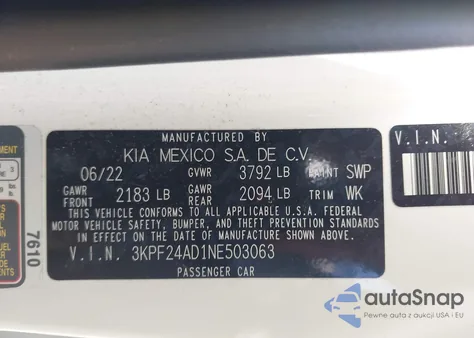 MANUFACTURED BY
KIA MEXICO S.A. DE C.V.
06/22 GVWR 3792 LB PAINT SWP
GAWR FRONT 2183 LB GAWR REAR 2094 LB TRIM WK
THIS VEHICLE CONFORMS TO ALL APPLICABLE U.S.A. FEDERAL
MOTOR VEHICLE SAFETY, BUMPER, AND THEFT PREVENTION STANDARDS
IN EFFECT ON THE DATE OF MANUFACTURE SHOWN ABOVE.
V.I.N. 3KPF24AD1NE503063
PASSENGER CAR
7610
V.I.N.
autoSnap
Pewne auta z aukcji USA i EU